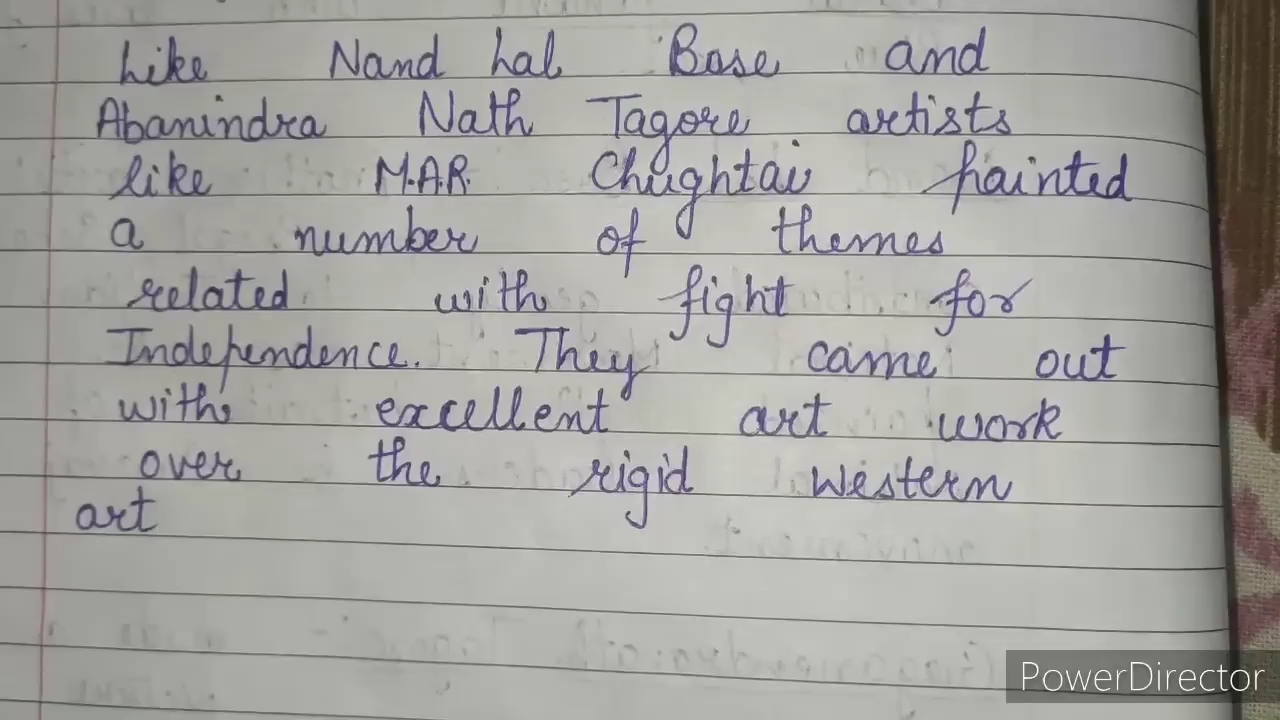 Like Nand Lal Bose and
Abanindra Nath Tagore artists
like M.A.R. Chughtai painted
a number of themes
related with fight for
Independence. They came out
with excellent art work
over the rigid western
art
PowerDirector